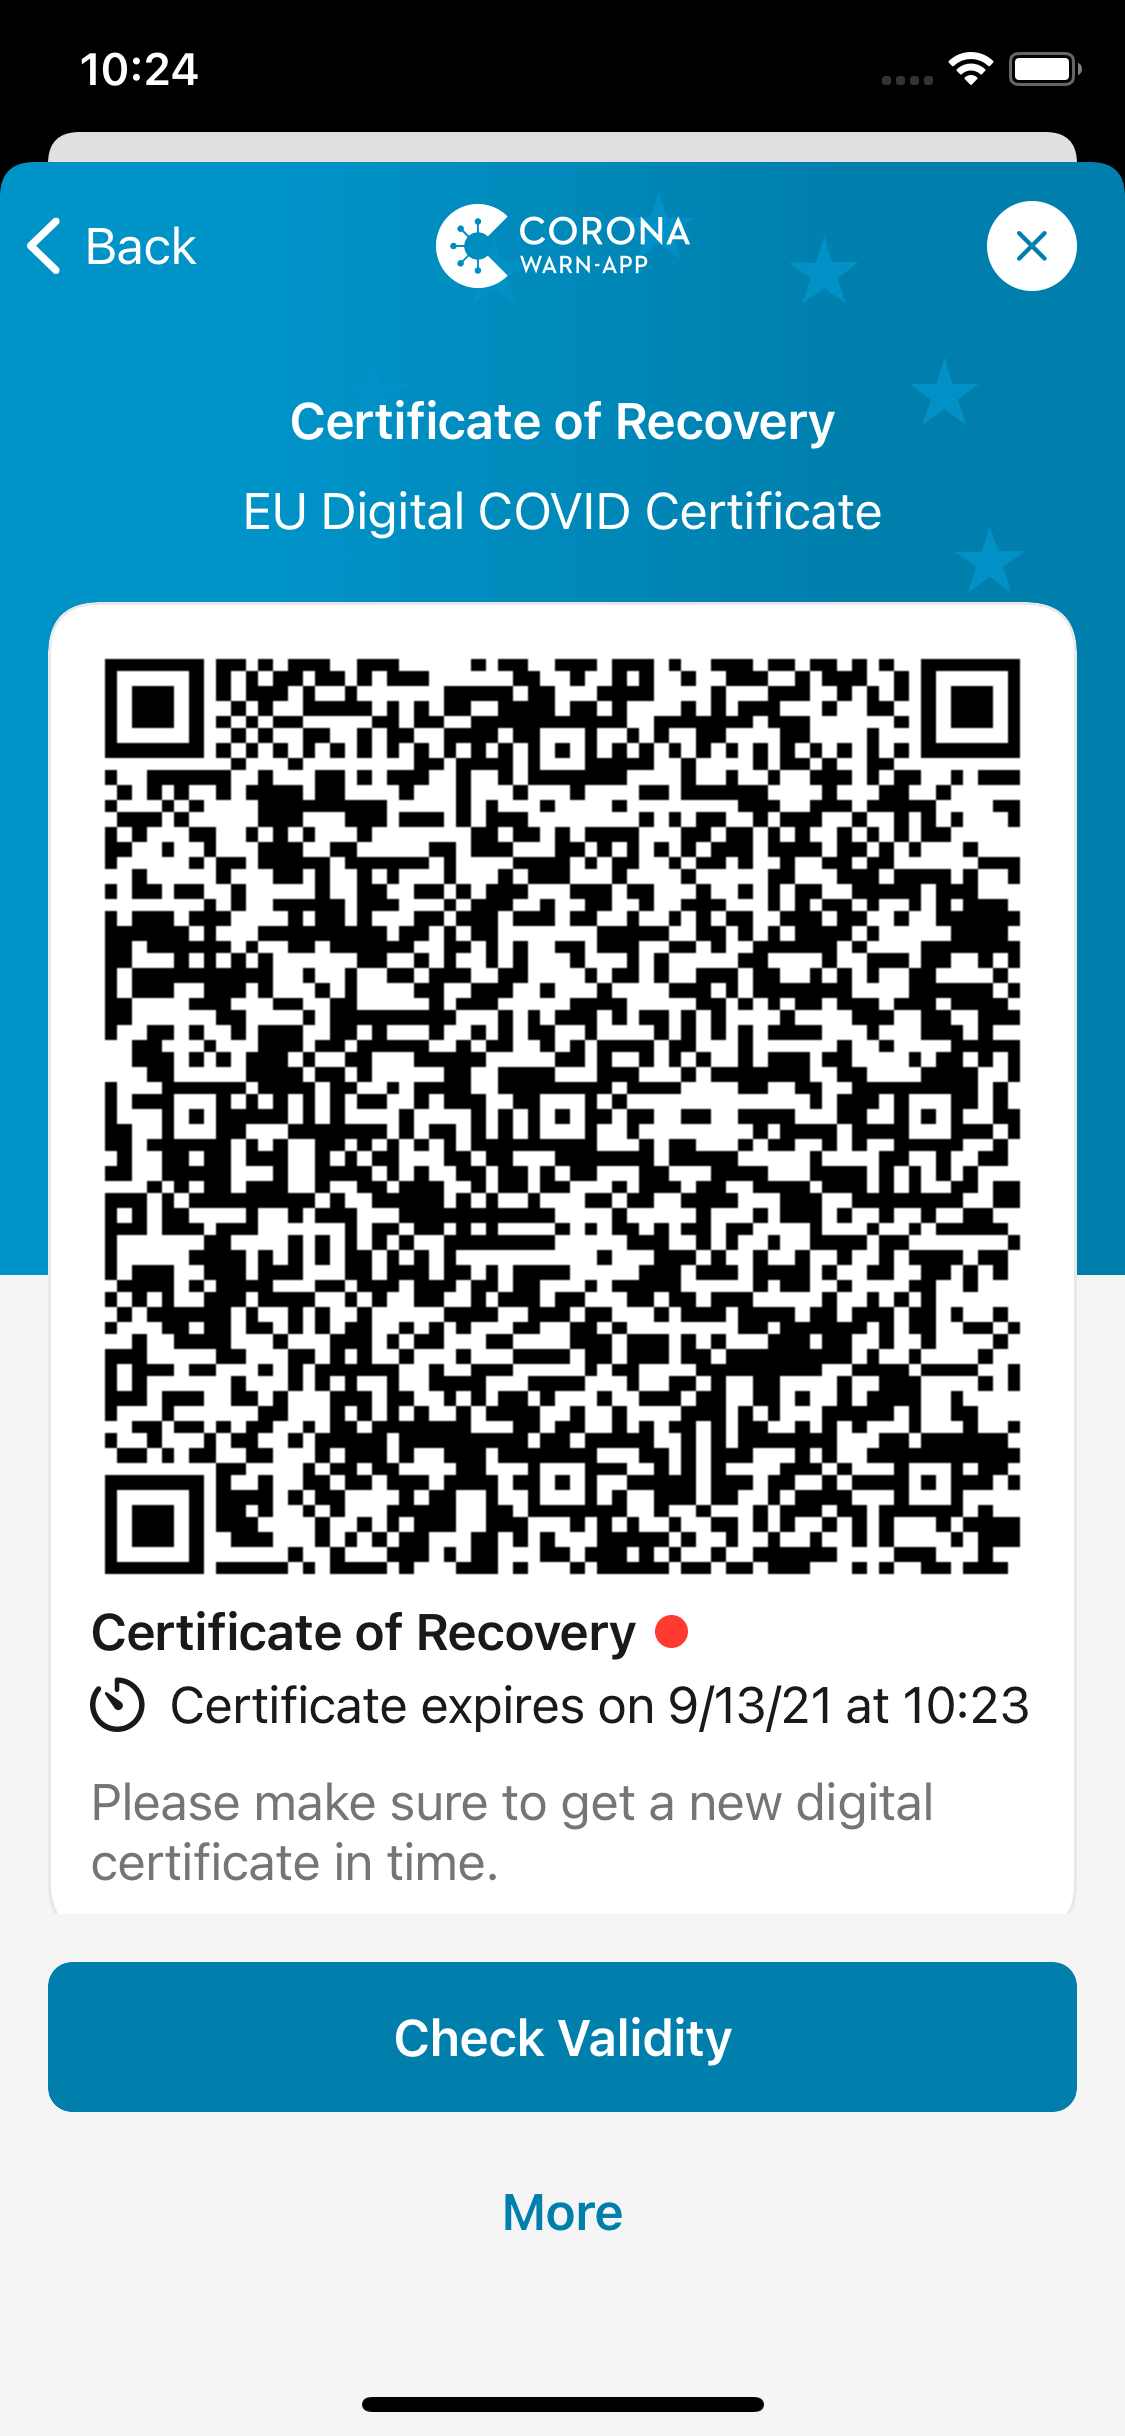 10:24
Back
CORONA
WARN-APP
Certificate of Recovery
EU Digital COVID Certificate
Certificate of Recovery
Certificate expires on 9/13/21 at 10:23
Please make sure to get a new digital
certificate in time.
Check Validity
More